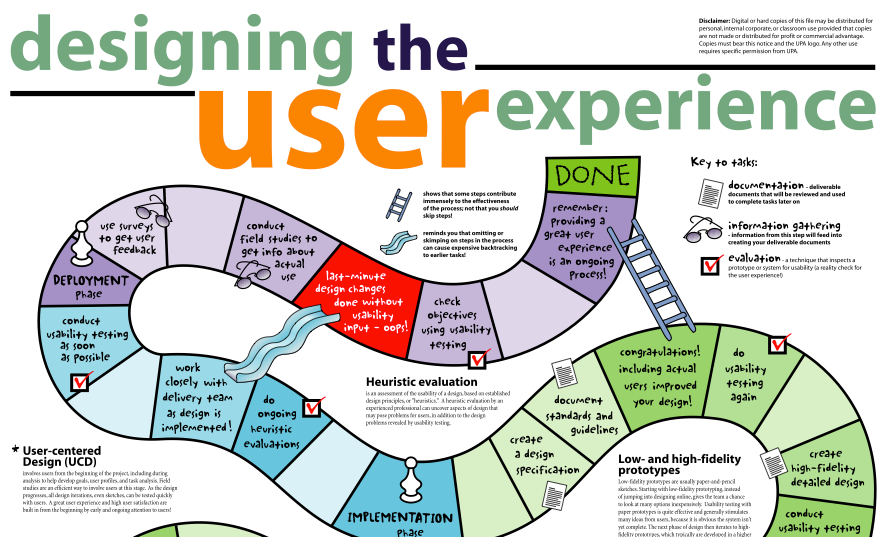 designing the
user experience
Disclaimer: Digital or hard copies of this file may be distributed for
personal, internal corporate, or classroom use provided that copies
are not made or distributed for profit or commercial advantage.
Copies must bear this notice and the UPA logo. Any other use
requires specific permission from UPA.
Key to tasks:
documentation - deliverable
documents that will be reviewed and used
to complete tasks later on
information gathering
- information from this step will feed into
creating your deliverable documents
evaluation - a technique that inspects a
prototype or system for usability (a reality check for
the user experience!)
shows that some steps contribute
immensely to the effectiveness
of the process; not that you should
skip steps!
reminds you that omitting or
skimping on steps in the process
can cause expensive backtracking
to earlier tasks!
DONE
remember:
providing a
great user
experience
is an ongoing
process!
use surveys
to get user
feedback
conduct
field studies to
get info about
actual
use
last-minute
design changes
done without
usability
input - oops!
check
objectives
using usability
testing
DEPLOYMENT
Phase
conduct
usability testing
as soon
as possible
work
closely with
delivery team
as design is
implemented!
do
ongoing
heuristic
evaluations
IMPLEMENTATION
Phase
Heuristic evaluation
is an assessment of the usability of a design, based on established
design principles, or "heuristics." A heuristic evaluation by an
experienced professional can uncover aspects of design that
may pose problems for users, in addition to the design
problems revealed by usability testing.
create
a design
specification
document
standards and
guidelines
congratulations!
including actual
users improved
your design!
do
usability
testing
again
create
high-fidelity
detailed design
conduct
usability testing
* User-centered
Design (UCD)
involves users from the beginning of the project, including during
analysis to help develop goals, user profiles, and task analysis. Field
studies are an efficient way to involve users at this stage. As the design
progresses, all design iterations, even sketches, can be tested quickly
with users. A great user experience and high user satisfaction are
built in from the beginning by early and ongoing attention to users!
Low- and high-fidelity
prototypes
Low-fidelity prototypes are usually paper-and-pencil
sketches. Starting with low-fidelity prototyping, instead
of jumping into designing online, gives the team a chance
to look at many options inexpensively. Usability testing with
paper prototypes is quite effective and generally stimulates
many ideas from users, because it is obvious the system isn't
yet complete. The next phase of design then iterates to high-
fidelity prototypes, which typically are developed in a higher